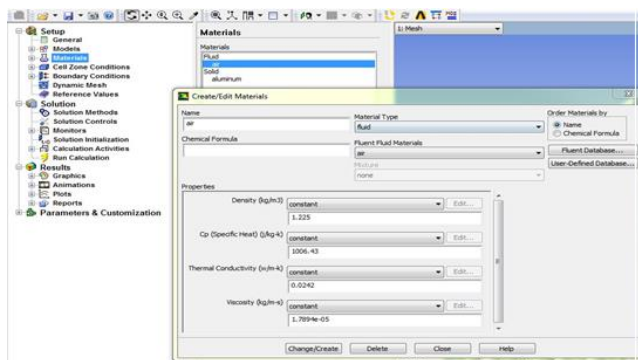 Setup
General
Models
Materials
Cell Zone Conditions
Boundary Conditions
Dynamic Mesh
Reference Values
Solution
Solution Methods
Solution Controls
Monitors
Solution Initialization
Calculation Activities
Run Calculation
Results
Graphics
Animations
Plots
Reports
Parameters & Customization
Materials
Materials
Fluid
air
Solid
aluminum
1: Mesh
Create/Edit Materials
Name
air
Chemical Formula
Material Type
fluid
Fluent Fluid Materials
air
Mixture
none
Order Materials by
Name
Chemical Formula
Fluent Database...
User-Defined Database...
Properties
Density (kg/m3) constant Edit...
1.225
Cp (Specific Heat) (j/kg-k) constant Edit...
1006.43
Thermal Conductivity (w/m-k) constant Edit...
0.0242
Viscosity (kg/m-s) constant Edit...
1.7894e-05
Change/Create Delete Close Help